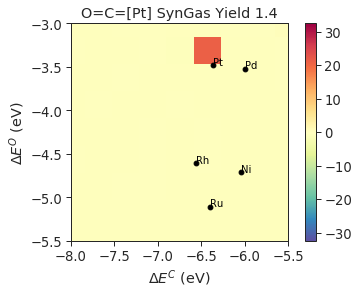 O=C=[Pt] SynGas Yield 1.4
−3.0
−3.5
−4.0
−4.5
−5.0
−5.5
ΔE^O (eV)
Pt
Pd
Rh
Ni
Ru
−8.0 −7.5 −7.0 −6.5 −6.0 −5.5
ΔE^C (eV)
30
20
10
0
−10
−20
−30